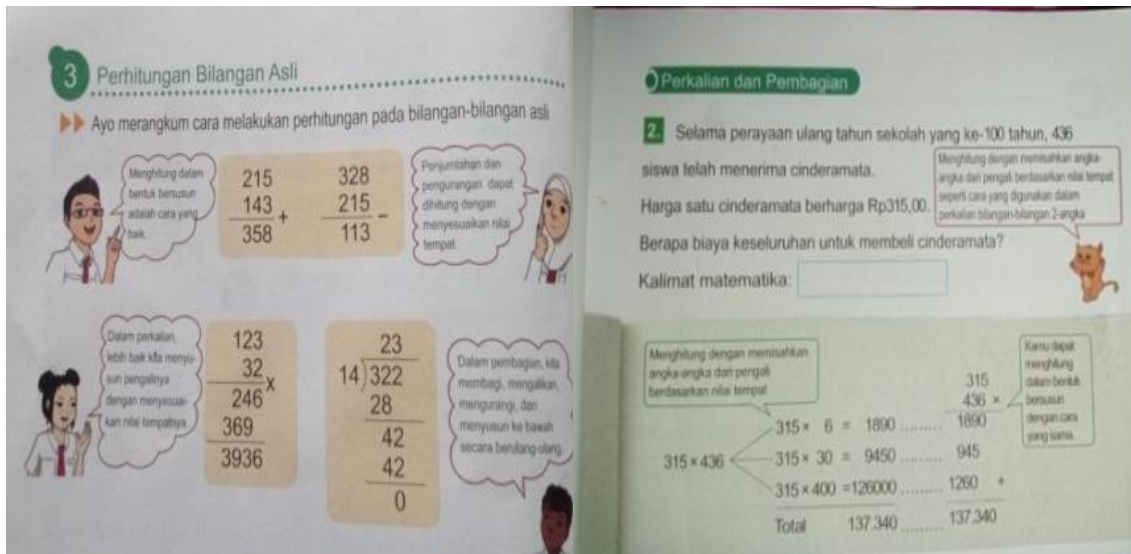 3 Perhitungan Bilangan Asli
Ayo merangkum cara melakukan perhitungan pada bilangan-bilangan asli
Menghitung dalam
bentuk bersusun
adalah cara yang
baik.
215
143 +
358
328
215 -
113
Penjumlahan dan
pengurangan dapat
dihitung dengan
menyesuaikan nilai
tempat.
Dalam perkalian,
lebih baik kita menyu-
sun pengalinya
dengan menyesuai-
kan nilai tempatnya.
123
32 x
246
369
3936
23
14)322
28
42
42
0
Dalam pembagian, kita
membagi, mengalikan,
mengurangi, dan
menyusun ke bawah
secara berulang-ulang.
Perkalian dan Pembagian
2. Selama perayaan ulang tahun sekolah yang ke-100 tahun, 436
siswa telah menerima cinderamata.
Harga satu cinderamata berharga Rp315,00.
Menghitung dengan memisahkan angka-
angka dari pengali berdasarkan nilai tempat
seperti cara yang digunakan dalam
perkalian bilangan-bilangan 2-angka
Berapa biaya keseluruhan untuk membeli cinderamata?
Kalimat matematika:
Menghitung dengan memisahkan
angka-angka dari pengali
berdasarkan nilai tempat
315 × 436
315 × 6 = 1890 .........
315 × 30 = 9450 .........
315 × 400 =126000 .........
Total 137.340 .........
315
436 ×
1890
945
1260 +
137.340
Kamu dapat
menghitung
dalam bentuk
bersusun
dengan cara
yang sama.